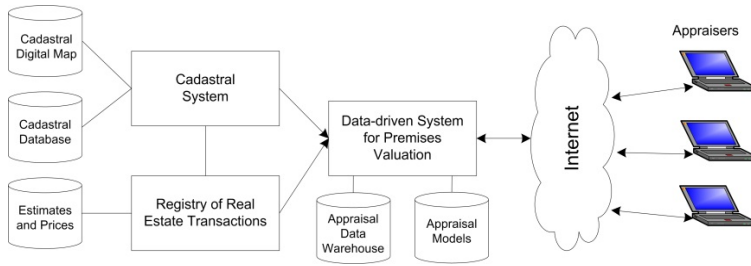 Cadastral
Digital Map
Cadastral
Database
Estimates
and Prices
Cadastral
System
Registry of Real
Estate Transactions
Data-driven System
for Premises
Valuation
Appraisal
Data
Warehouse
Appraisal
Models
Internet
Appraisers